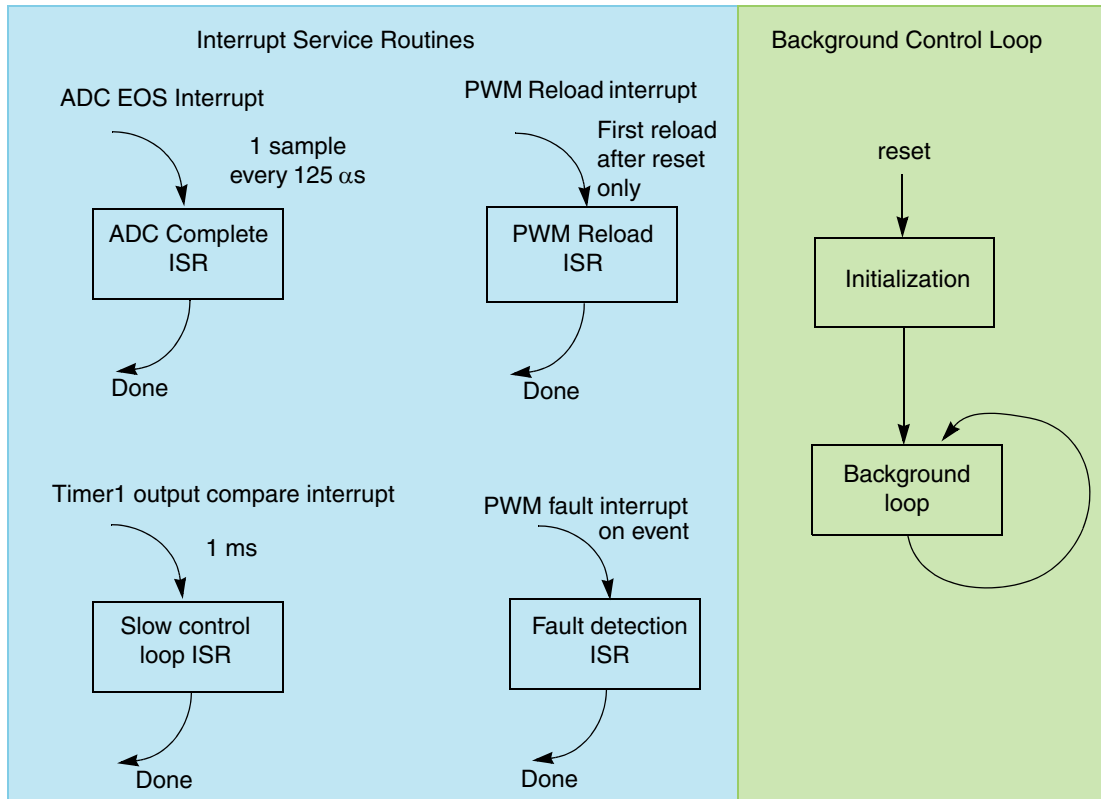 Interrupt Service Routines
ADC EOS Interrupt
1 sample
every 125 αs
ADC Complete
ISR
Done
PWM Reload interrupt
First reload
after reset
only
PWM Reload
ISR
Done
Timer1 output compare interrupt
1 ms
Slow control
loop ISR
Done
PWM fault interrupt
on event
Fault detection
ISR
Done
Background Control Loop
reset
Initialization
Background
loop